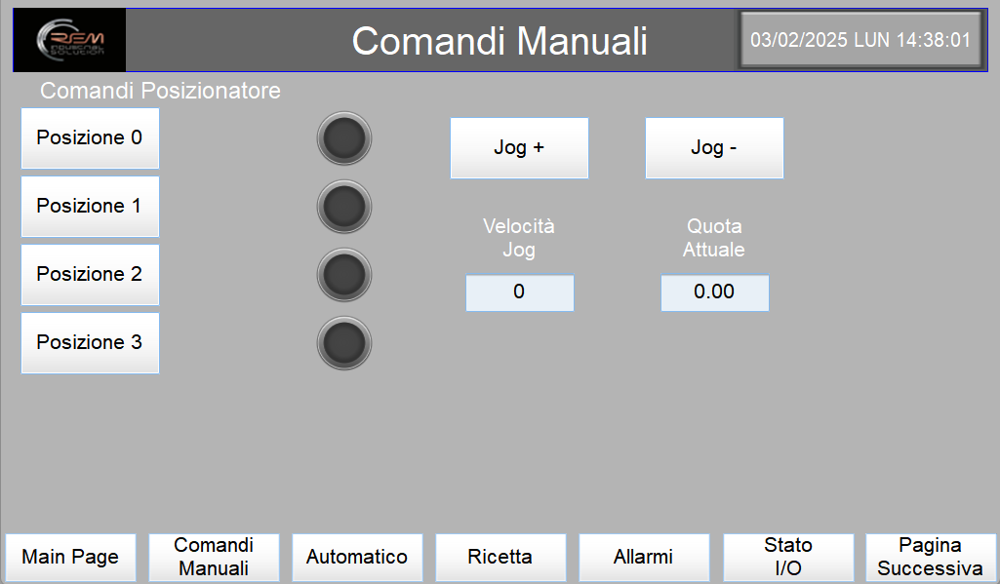 REM
INDUSTRIAL
SOLUTION
Comandi Manuali
03/02/2025 LUN 14:38:01
Comandi Posizionatore
Posizione 0
Posizione 1
Posizione 2
Posizione 3
Jog +
Jog -
Velocità
Jog
0
Quota
Attuale
0.00
Main Page
Comandi
Manuali
Automatico
Ricetta
Allarmi
Stato
I/O
Pagina
Successiva